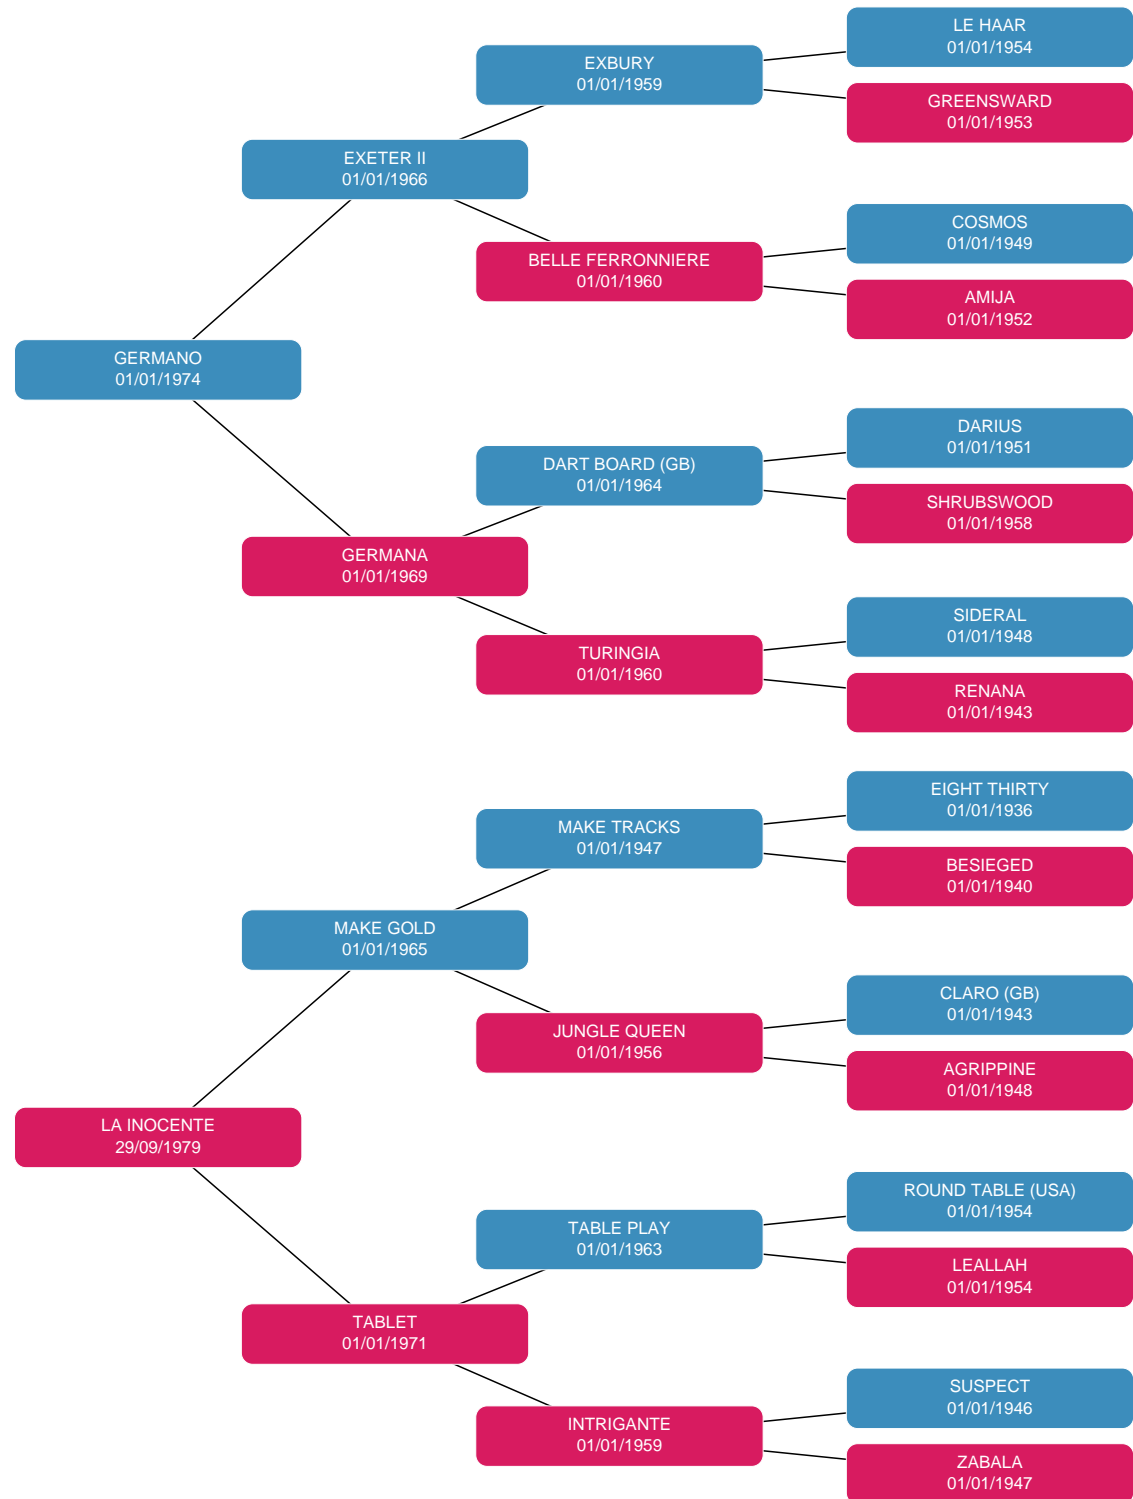 LE HAAR
01/01/1954
EXBURY
01/01/1959
GREENSWARD
01/01/1953
EXETER II
01/01/1966
COSMOS
01/01/1949
BELLE FERRONNIERE
01/01/1960
AMIJA
01/01/1952
GERMANO
01/01/1974
DARIUS
01/01/1951
DART BOARD (GB)
01/01/1964
SHRUBSWOOD
01/01/1958
GERMANA
01/01/1969
SIDERAL
01/01/1948
TURINGIA
01/01/1960
RENANA
01/01/1943
EIGHT THIRTY
01/01/1936
MAKE TRACKS
01/01/1947
BESIEGED
01/01/1940
MAKE GOLD
01/01/1965
CLARO (GB)
01/01/1943
JUNGLE QUEEN
01/01/1956
AGRIPPINE
01/01/1948
LA INOCENTE
29/09/1979
ROUND TABLE (USA)
01/01/1954
TABLE PLAY
01/01/1963
LEALLAH
01/01/1954
TABLET
01/01/1971
SUSPECT
01/01/1946
INTRIGANTE
01/01/1959
ZABALA
01/01/1947